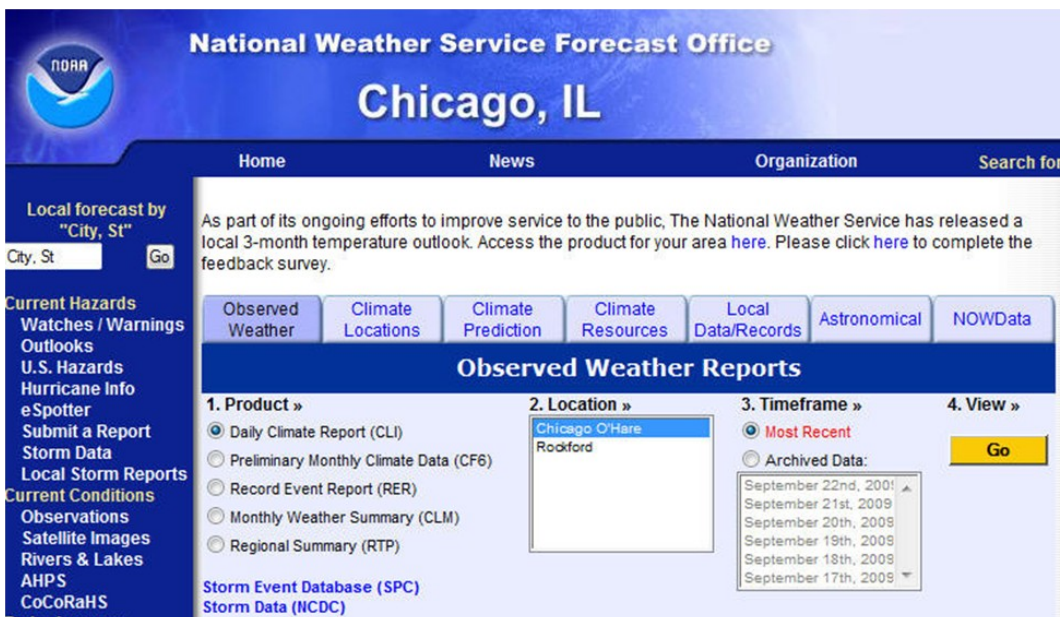 NOAA
National Weather Service Forecast Office
Chicago, IL
Home News Organization Search for
Local forecast by
"City, St"
City, St Go
Current Hazards
Watches / Warnings
Outlooks
U.S. Hazards
Hurricane Info
eSpotter
Submit a Report
Storm Data
Local Storm Reports
Current Conditions
Observations
Satellite Images
Rivers & Lakes
AHPS
CoCoRaHS
As part of its ongoing efforts to improve service to the public, The National Weather Service has released a
local 3-month temperature outlook. Access the product for your area here. Please click here to complete the
feedback survey.
Observed Weather
Climate Locations
Climate Prediction
Climate Resources
Local Data/Records
Astronomical
NOWData
Observed Weather Reports
1. Product »
Daily Climate Report (CLI)
Preliminary Monthly Climate Data (CF6)
Record Event Report (RER)
Monthly Weather Summary (CLM)
Regional Summary (RTP)
Storm Event Database (SPC)
Storm Data (NCDC)
2. Location »
Chicago O'Hare
Rockford
3. Timeframe »
Most Recent
Archived Data:
September 22nd,
September 21st, 2009
September 20th, 2009
September 19th, 2009
September 18th, 2009
September 17th, 2009
4. View »
Go